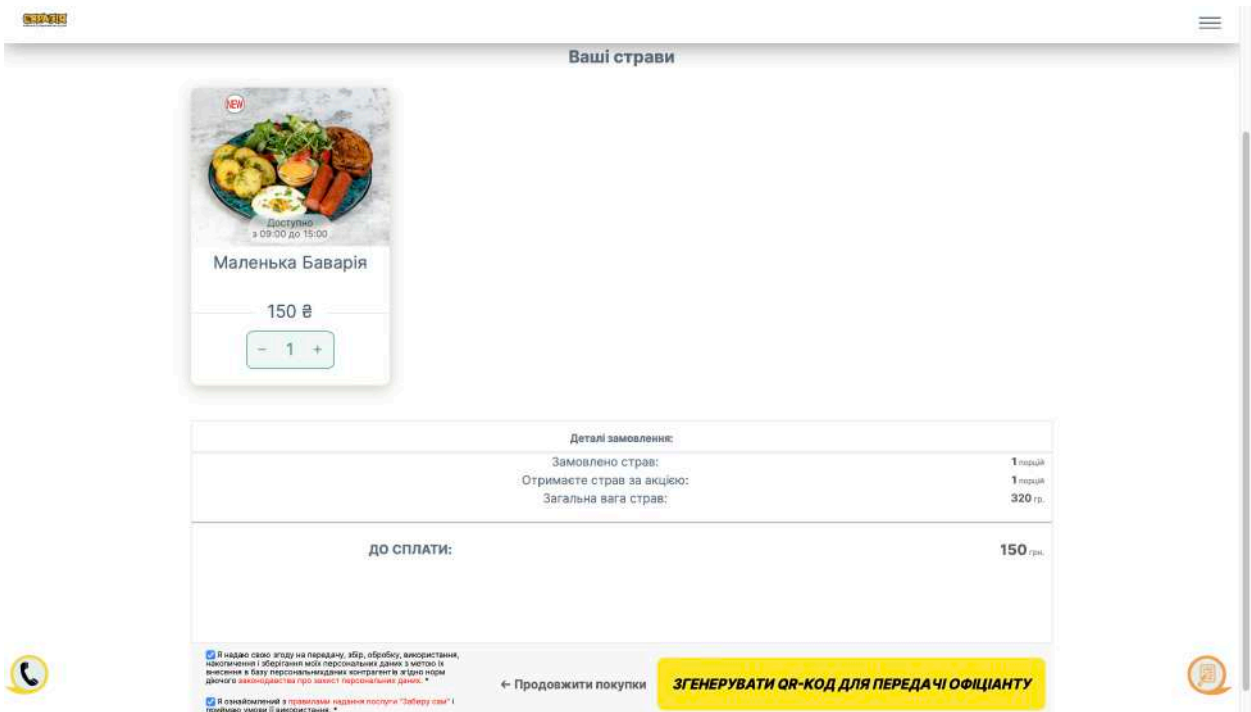 ЄВРАЗІЯ
Ваші страви
NEW
Доступно
з 09:00 до 15:00
Маленька Баварія
150 ₴
− 1 +
Деталі замовлення:
Замовлено страв: 1 порцій
Отримаєте страв за акцією: 1 порцій
Загальна вага страв: 320 гр.
ДО СПЛАТИ: 150 грн.
Я надаю свою згоду на передачу, збір, обробку, використання,
накопичення і зберігання моїх персональних даних з метою їх
внесення в базу персональнихданих контрагентів згідно норм
діючого законодавства про захист персональних даних. *
Я ознайомлений з правилами надання послуги "Заберу сам" і
приймаю умови її використання. *
← Продовжити покупки
ЗГЕНЕРУВАТИ QR-КОД ДЛЯ ПЕРЕДАЧІ ОФІЦІАНТУ